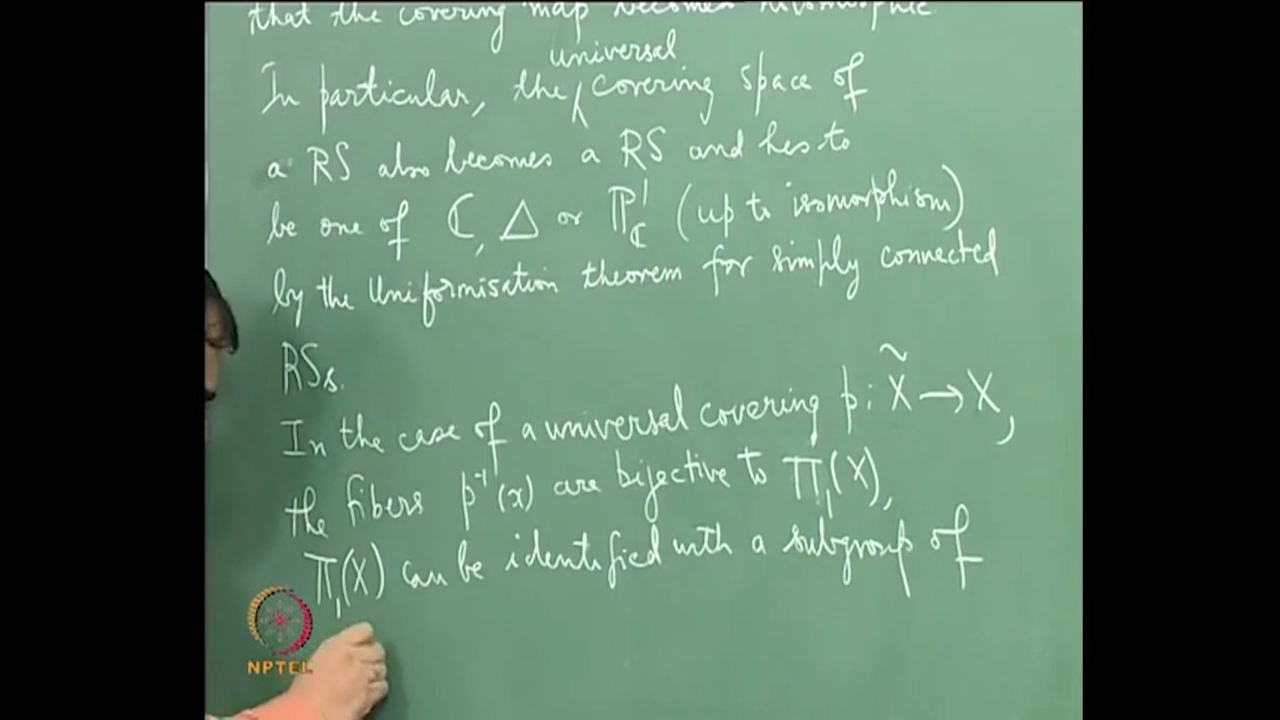 that the covering map becomes holomorphic
universal
In particular, the ∧ covering space of
a RS also becomes a RS and has to
be one of ℂ, Δ or ℙ¹_ℂ (up to isomorphism)
by the Uniformisation theorem for simply connected
RSs.
In the case of a universal covering p: X̃ → X,
the fibers p⁻¹(x) are bijective to Π₁(X),
Π₁(X) can be identified with a subgroup of
NPTEL